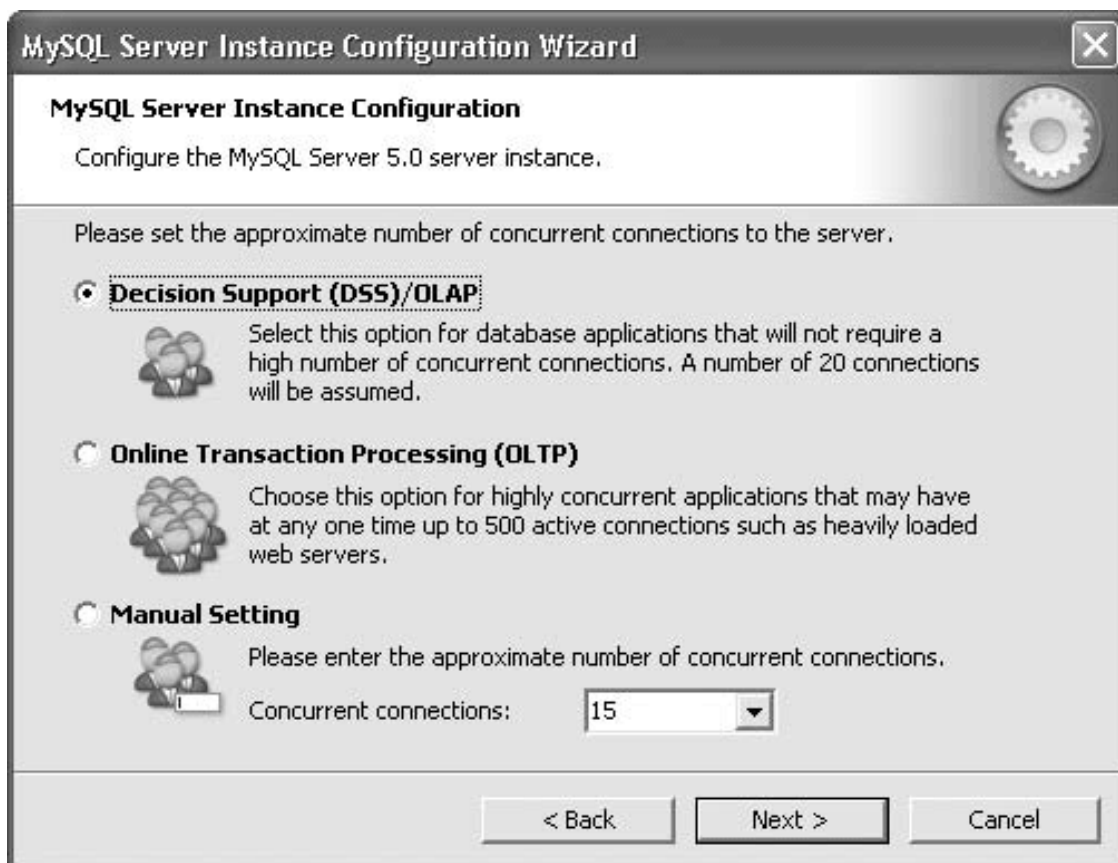 MySQL Server Instance Configuration Wizard
MySQL Server Instance Configuration
Configure the MySQL Server 5.0 server instance.
Please set the approximate number of concurrent connections to the server.
Decision Support (DSS)/OLAP
Select this option for database applications that will not require a
high number of concurrent connections. A number of 20 connections
will be assumed.
Online Transaction Processing (OLTP)
Choose this option for highly concurrent applications that may have
at any one time up to 500 active connections such as heavily loaded
web servers.
Manual Setting
Please enter the approximate number of concurrent connections.
Concurrent connections: 15
< Back Next > Cancel